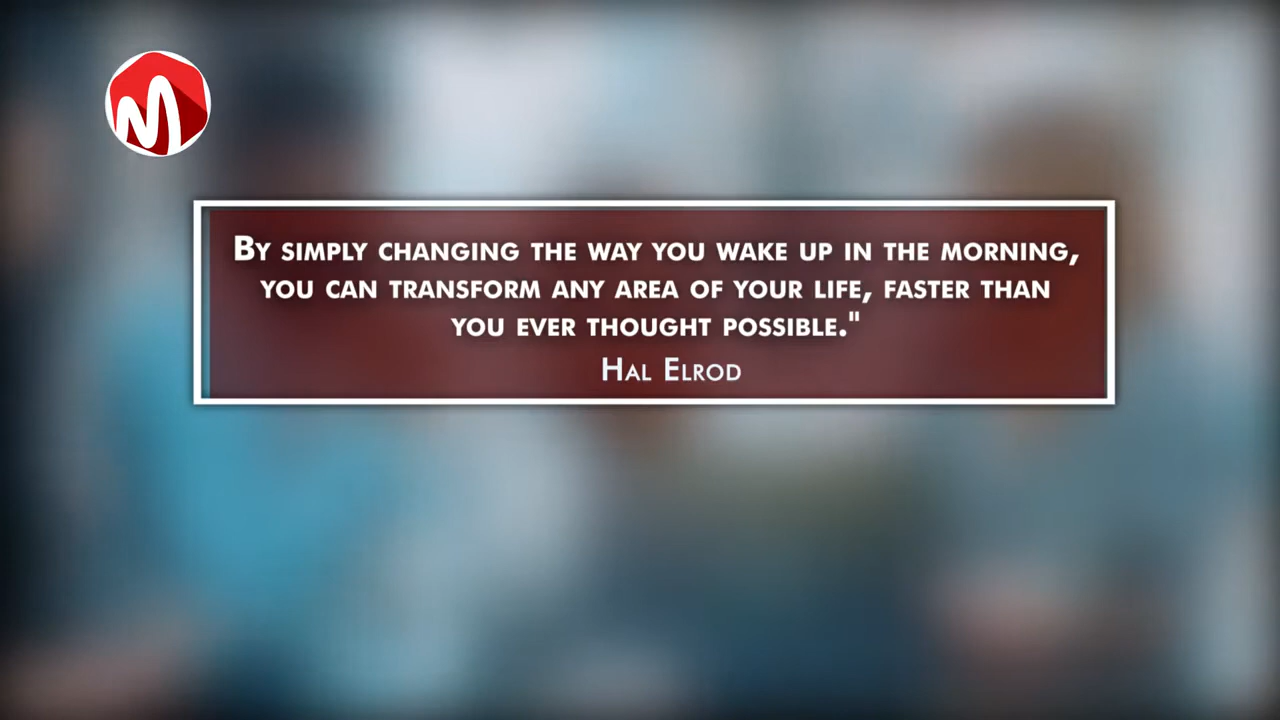 By simply changing the way you wake up in the morning,
you can transform any area of your life, faster than
you ever thought possible."
Hal Elrod